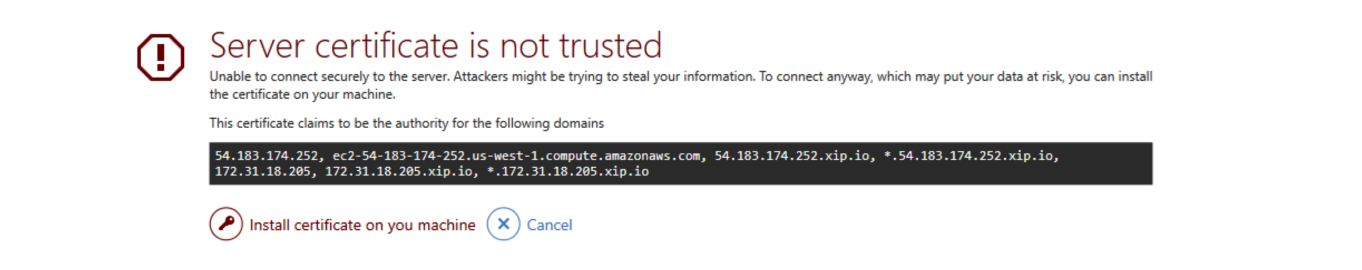 Server certificate is not trusted
Unable to connect securely to the server. Attackers might be trying to steal your information. To connect anyway, which may put your data at risk, you can install
the certificate on your machine.
This certificate claims to be the authority for the following domains
54.183.174.252, ec2-54-183-174-252.us-west-1.compute.amazonaws.com, 54.183.174.252.xip.io, *.54.183.174.252.xip.io,
172.31.18.205, 172.31.18.205.xip.io, *.172.31.18.205.xip.io
Install certificate on you machine Cancel